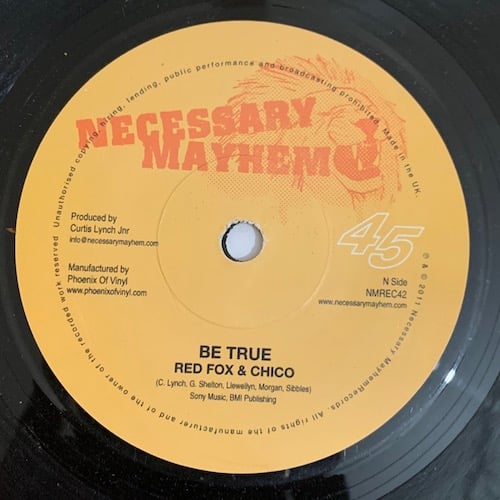 NECESSARY
MAYHEM
Produced by
Curtis Lynch Jnr
info@necessarymayhem.com
Manufactured by
Phoenix Of Vinyl
www.phoenixofvinyl.com
45
N Side
NMREC42
www.necessarymayhem.com
BE TRUE
RED FOX & CHICO
(C. Lynch, G. Shelton, Llewellyn, Morgan, Sibbles)
Sony Music, BMI Publishing
℗ & © 2011 Necessary MayhemRecords. All rights of the manufacturer and of the owner of the recorded work reserved. Unauthorised copying, hiring, lending, public performance and broadcasting prohibited. Made in the UK.